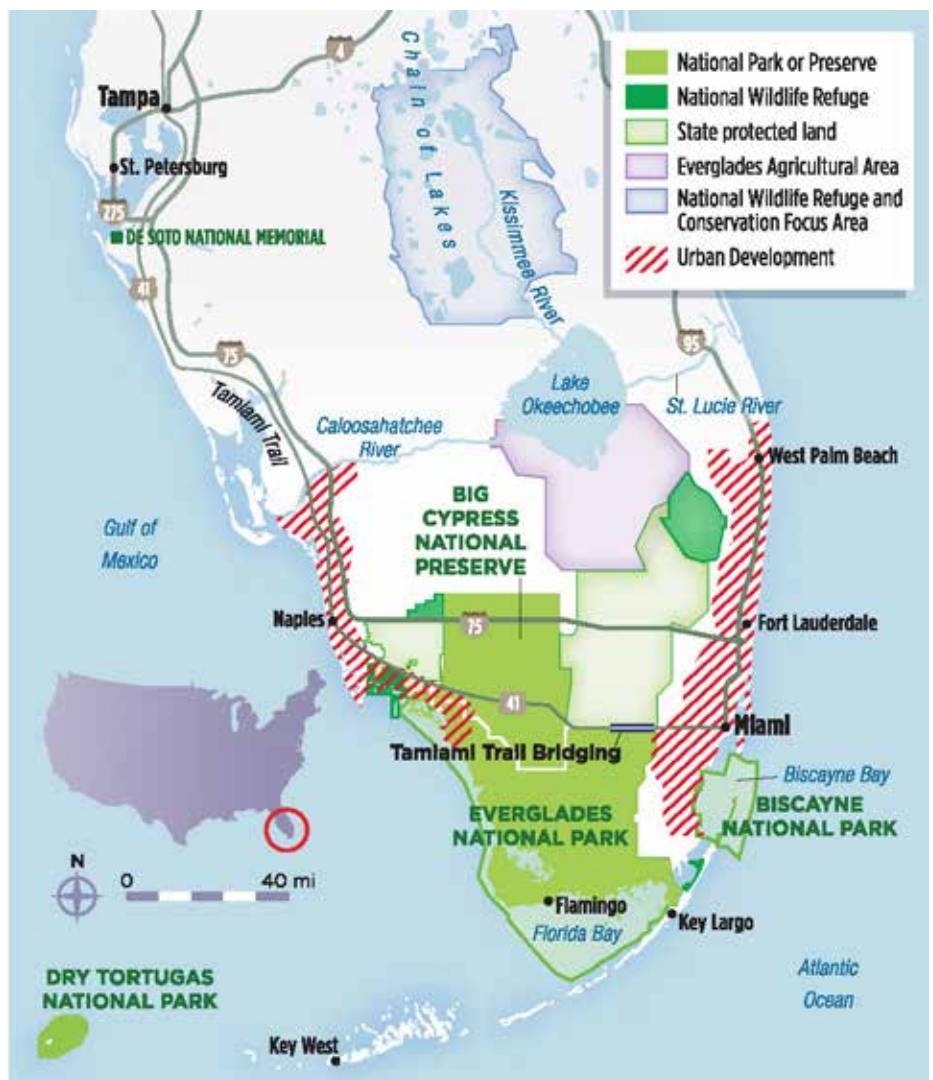 Chain of Lakes
4
Tampa
St. Petersburg
275
DE SOTO NATIONAL MEMORIAL
41
75
Tamiami Trail
Kissimmee River
National Park or Preserve
National Wildlife Refuge
State protected land
Everglades Agricultural Area
National Wildlife Refuge and
Conservation Focus Area
Urban Development
95
Lake
Okeechobee
St. Lucie River
Caloosahatchee
River
West Palm Beach
BIG
CYPRESS
NATIONAL
PRESERVE
Gulf of
Mexico
Naples
75
Fort Lauderdale
41
Miami
Tamiami Trail Bridging
Biscayne Bay
BISCAYNE
NATIONAL PARK
EVERGLADES
NATIONAL PARK
N
0 40 mi
Flamingo
Florida Bay
Key Largo
Atlantic
Ocean
DRY TORTUGAS
NATIONAL PARK
Key West